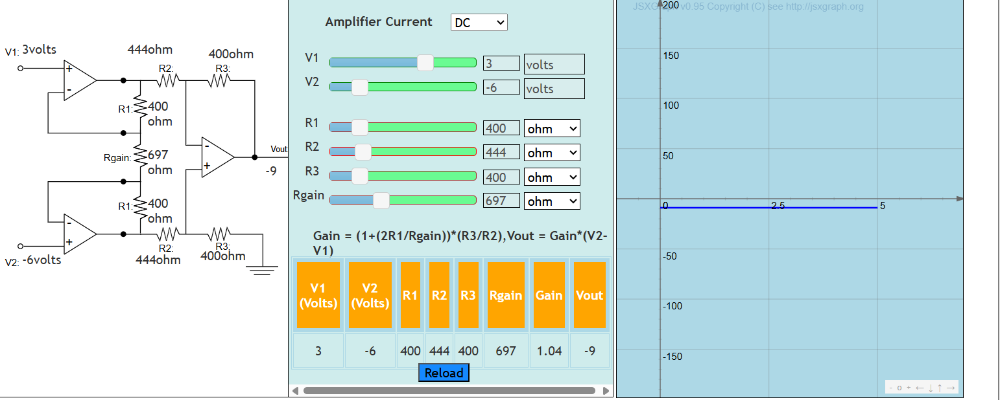 V1: 3volts
444ohm
400ohm
R2:
R3:
+
-
R1:
400
ohm
Rgain:
697
ohm
-
+
Vout:
-9
R1:
400
ohm
-
+
V2: -6volts
R2:
444ohm
R3:
400ohm
Amplifier Current DC
V1 3 volts
V2 -6 volts
R1 400 ohm
R2 444 ohm
R3 400 ohm
Rgain 697 ohm
Gain = (1+(2R1/Rgain))*(R3/R2),Vout = Gain*(V2-
V1)
V1 (Volts) V2 (Volts) R1 R2 R3 Rgain Gain Vout
3 -6 400 444 400 697 1.04 -9
Reload
JSXGraph v0.95 Copyright (C) see http://jsxgraph.org
200
150
100
50
0 2.5 5
-50
-100
-150
- o + ← ↓ ↑ →